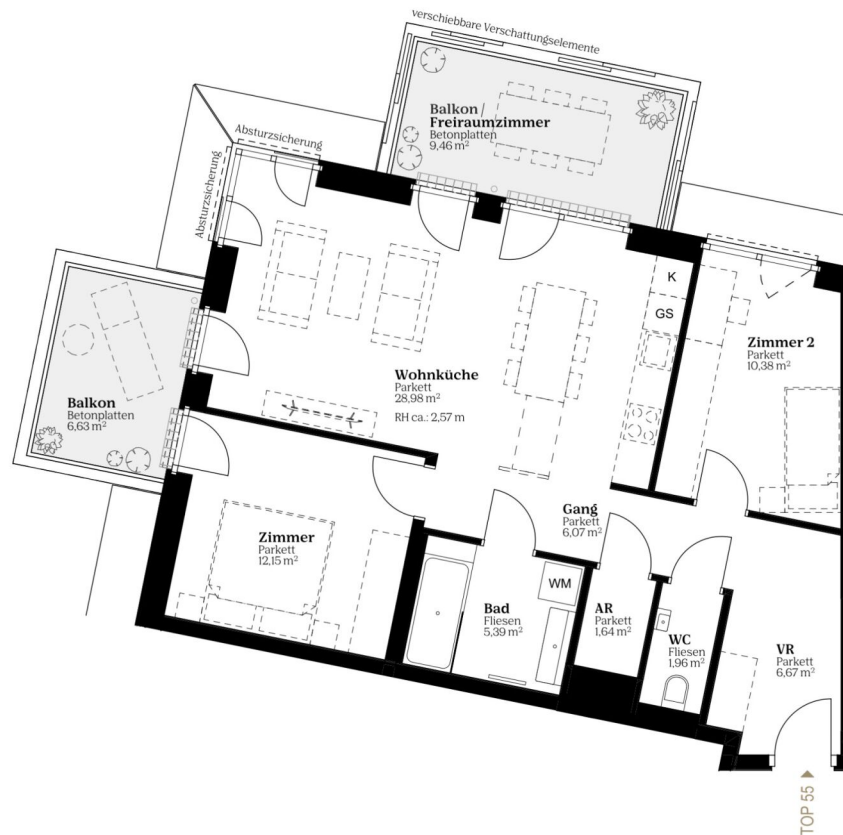 verschiebbare Verschattungselemente
Balkon /
Freiraumzimmer
Betonplatten
9,46 m²
Absturzsicherung
Absturzsicherung
K
GS
Zimmer 2
Parkett
10,38 m²
Wohnküche
Parkett
28,98 m²
RH ca.: 2,57 m
Balkon
Betonplatten
6,63 m²
Gang
Parkett
6,07 m²
Zimmer
Parkett
12,15 m²
WM
Bad
Fliesen
5,39 m²
AR
Parkett
1,64 m²
WC
Fliesen
1,96 m²
VR
Parkett
6,67 m²
TOP 55